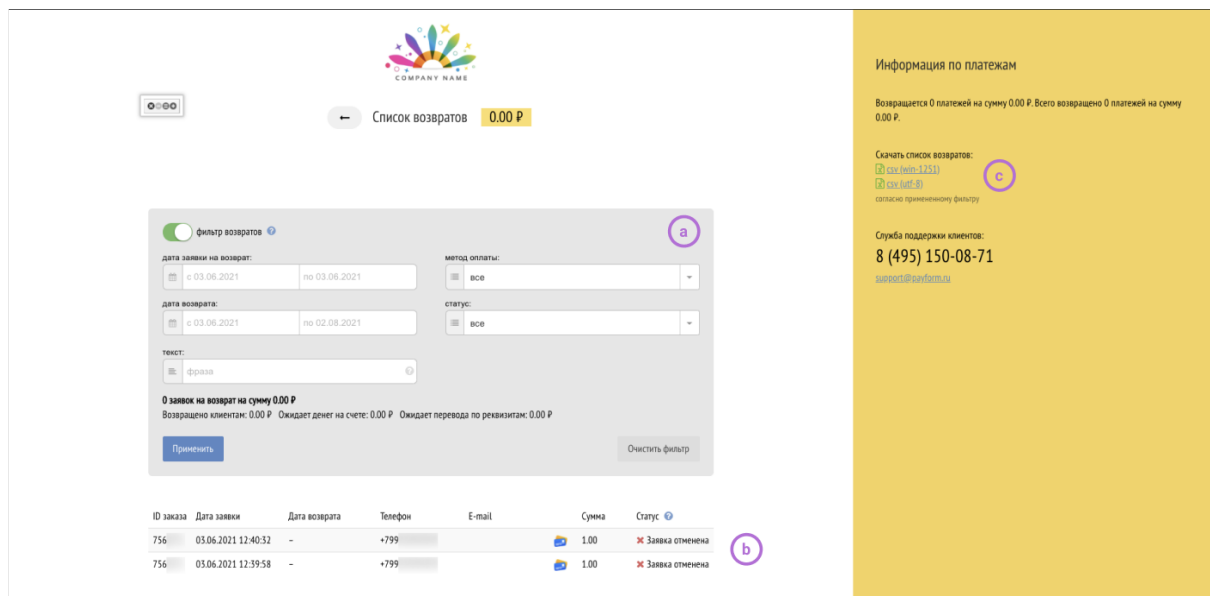 COMPANY NAME
Список возвратов 0.00 ₽
a
фильтр возвратов
дата заявки на возврат: метод оплаты:
с 03.06.2021 по 03.06.2021 все
дата возврата: статус:
с 03.06.2021 по 02.08.2021 все
текст:
фраза
0 заявок на возврат на сумму 0.00 ₽
Возвращено клиентам: 0.00 ₽ Ожидает денег на счете: 0.00 ₽ Ожидает перевода по реквизитам: 0.00 ₽
Применить Очистить фильтр
ID заказа Дата заявки Дата возврата Телефон E-mail Сумма Статус
756 03.06.2021 12:40:32 – +799 1.00 Заявка отменена
756 03.06.2021 12:39:58 – +799 1.00 Заявка отменена
b
Информация по платежам
Возвращается 0 платежей на сумму 0.00 ₽. Всего возвращено 0 платежей на сумму
0.00 ₽.
Скачать список возвратов:
csv (win-1251)
csv (utf-8)
c
согласно примененному фильтру
Служба поддержки клиентов:
8 (495) 150-08-71
support@payform.ru